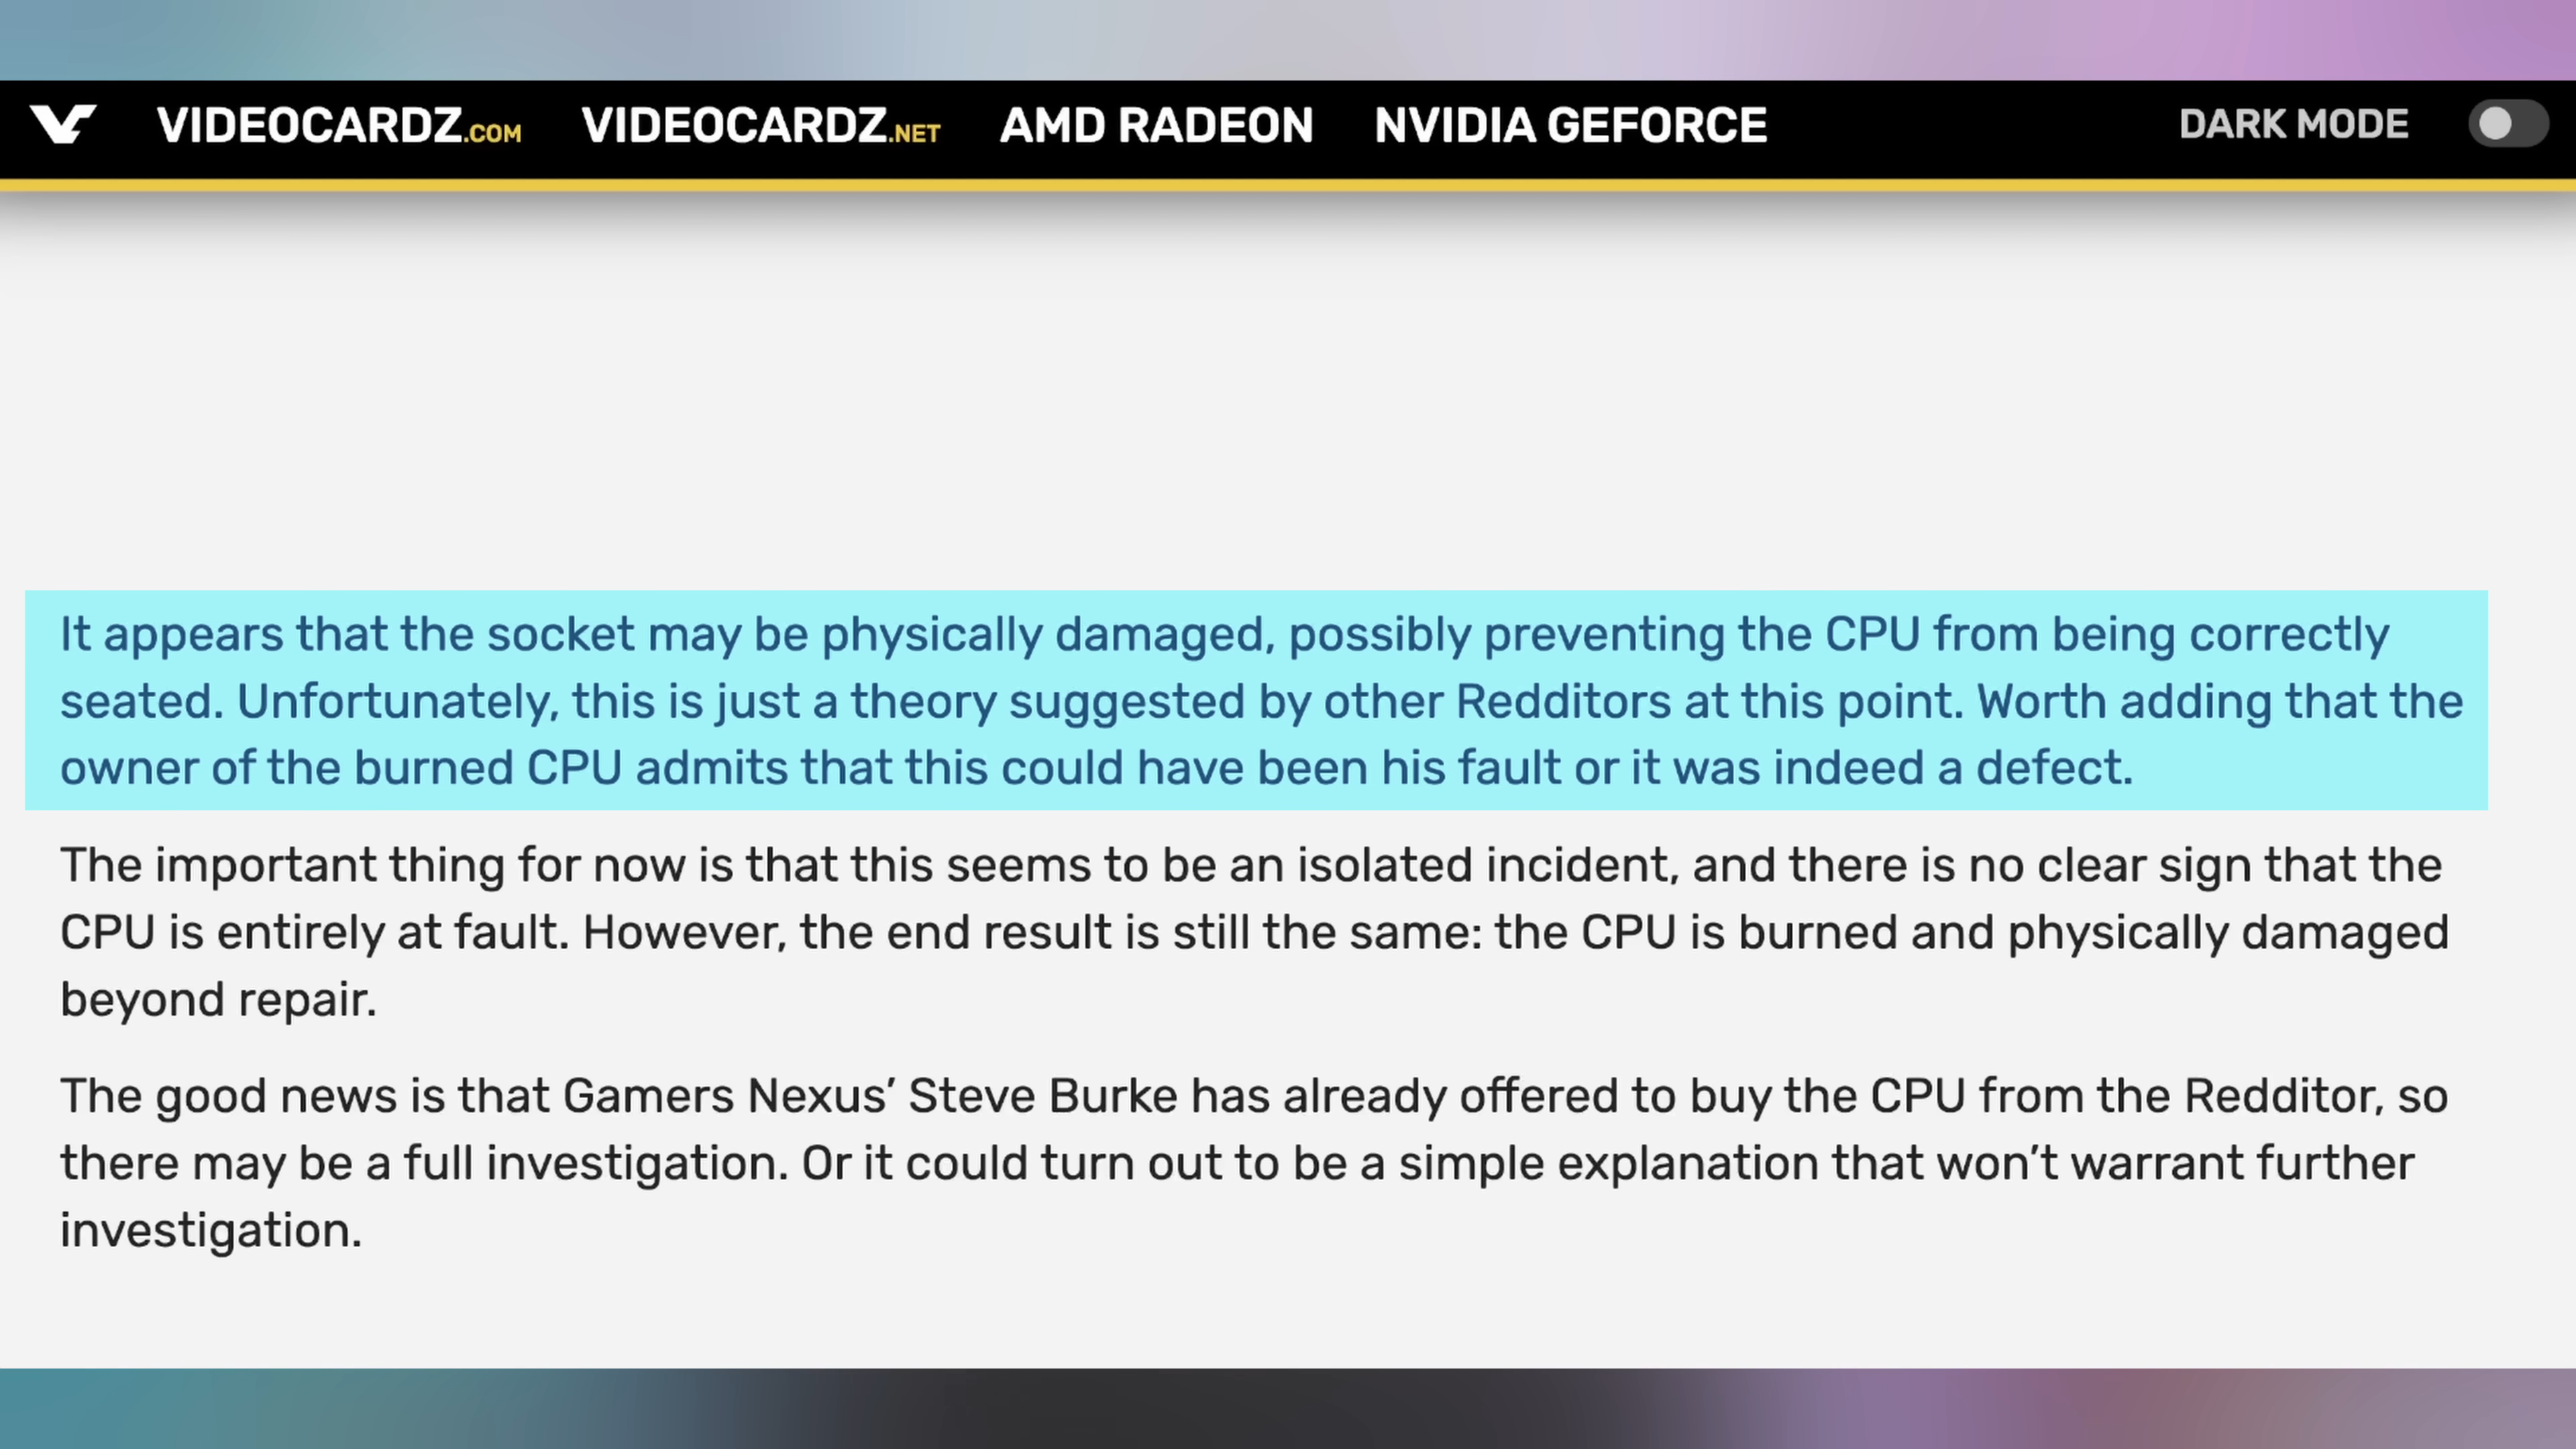 VIDEOCARDZ.COM VIDEOCARDZ.NET AMD RADEON NVIDIA GEFORCE DARK MODE
It appears that the socket may be physically damaged, possibly preventing the CPU from being correctly
seated. Unfortunately, this is just a theory suggested by other Redditors at this point. Worth adding that the
owner of the burned CPU admits that this could have been his fault or it was indeed a defect.
The important thing for now is that this seems to be an isolated incident, and there is no clear sign that the
CPU is entirely at fault. However, the end result is still the same: the CPU is burned and physically damaged
beyond repair.
The good news is that Gamers Nexus’ Steve Burke has already offered to buy the CPU from the Redditor, so
there may be a full investigation. Or it could turn out to be a simple explanation that won’t warrant further
investigation.